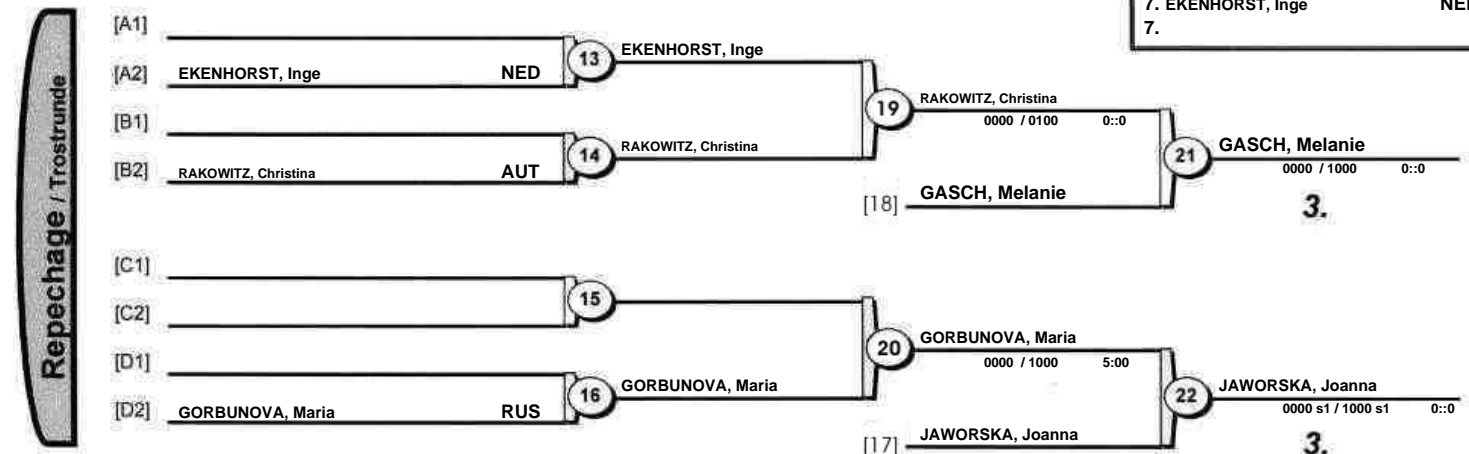 7. EKENHORST, Inge NED
7.
Repechage / Trostrunde
[A1]
[A2] EKENHORST, Inge NED
13 EKENHORST, Inge
[B1]
[B2] RAKOWITZ, Christina AUT
14 RAKOWITZ, Christina
19 RAKOWITZ, Christina
0000 / 0100 0::0
[18] GASCH, Melanie
21 GASCH, Melanie
0000 / 1000 0::0
3.
[C1]
[C2]
15
[D1]
[D2] GORBUNOVA, Maria RUS
16 GORBUNOVA, Maria
20 GORBUNOVA, Maria
0000 / 1000 5:00
[17] JAWORSKA, Joanna
22 JAWORSKA, Joanna
0000 s1 / 1000 s1 0::0
3.